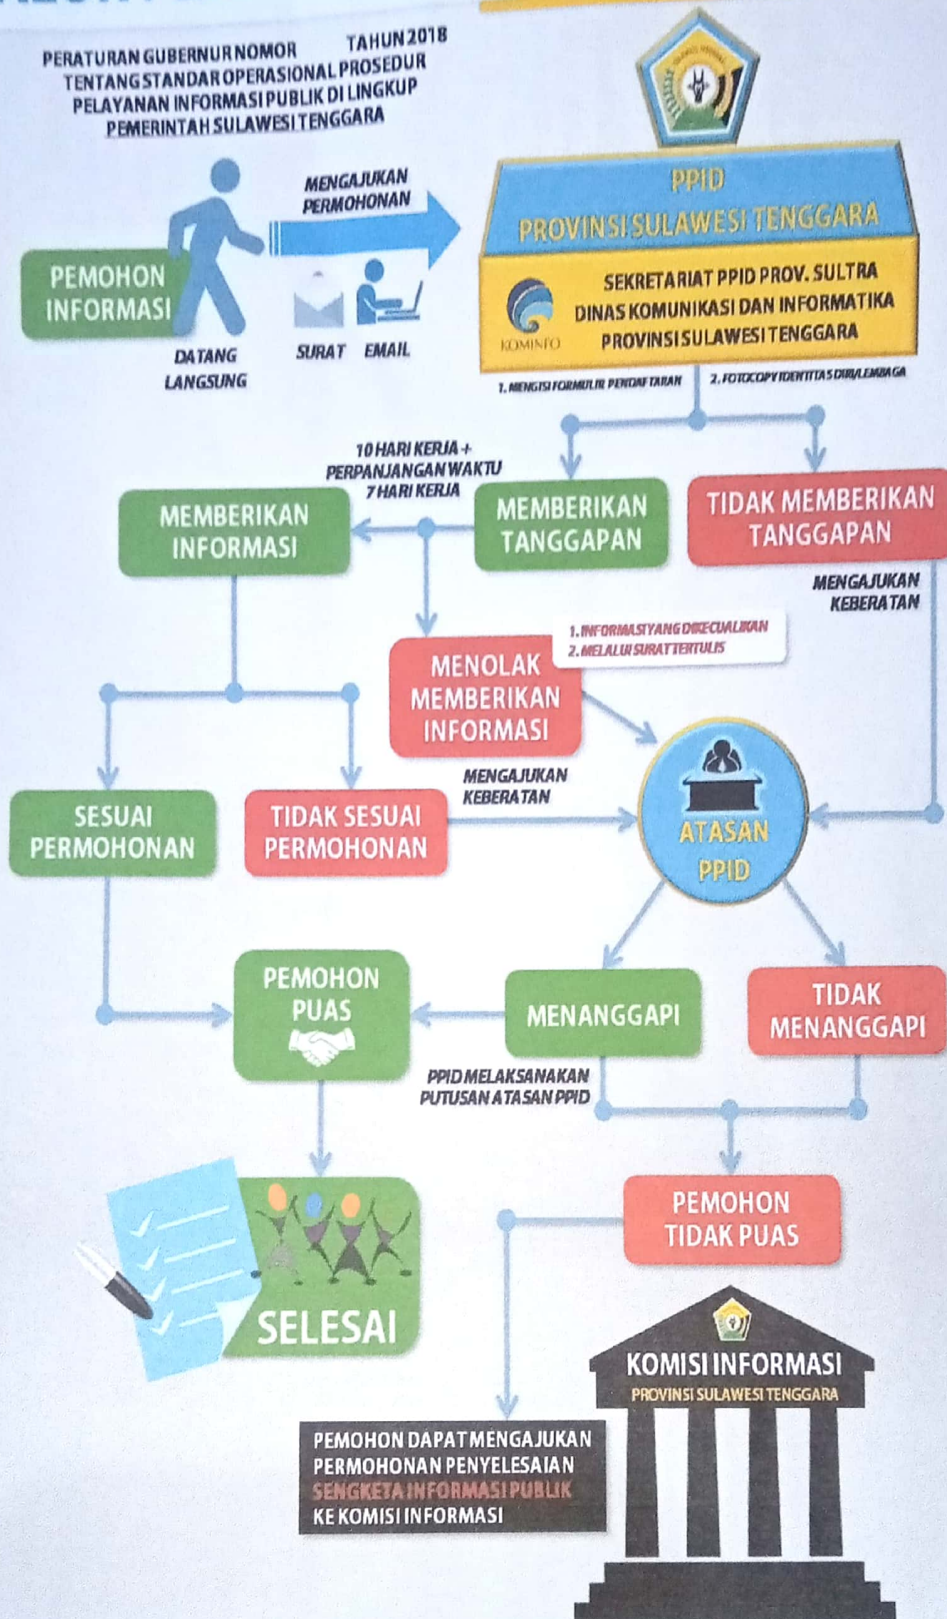 PERATURAN GUBERNUR NOMOR TAHUN 2018
TENTANG STANDAR OPERASIONAL PROSEDUR
PELAYANAN INFORMASI PUBLIK DI LINGKUP
PEMERINTAH SULAWESI TENGGARA
PEMOHON
INFORMASI
DATANG
LANGSUNG
MENGAJUKAN
PERMOHONAN
SURAT
EMAIL
PPID
PROVINSI SULAWESI TENGGARA
KOMINFO
SEKRETARIAT PPID PROV. SULTRA
DINAS KOMUNIKASI DAN INFORMATIKA
PROVINSI SULAWESI TENGGARA
1. MENGISI FORMULIR PENDAFTARAN
2. FOTOCOPY IDENTITAS DIRI/LEMBAGA
10 HARI KERJA +
PERPANJANGAN WAKTU
7 HARI KERJA
MEMBERIKAN
INFORMASI
MEMBERIKAN
TANGGAPAN
TIDAK MEMBERIKAN
TANGGAPAN
MENGAJUKAN
KEBERATAN
1. INFORMASI YANG DIKECUALIKAN
2. MELALUI SURAT TERTULIS
MENOLAK
MEMBERIKAN
INFORMASI
MENGAJUKAN
KEBERATAN
SESUAI
PERMOHONAN
TIDAK SESUAI
PERMOHONAN
ATASAN
PPID
PEMOHON
PUAS
MENANGGAPI
TIDAK
MENANGGAPI
PPID MELAKSANAKAN
PUTUSAN ATASAN PPID
PEMOHON
TIDAK PUAS
SELESAI
KOMISI INFORMASI
PROVINSI SULAWESI TENGGARA
PEMOHON DAPAT MENGAJUKAN
PERMOHONAN PENYELESAIAN
SENGKETA INFORMASI PUBLIK
KE KOMISI INFORMASI